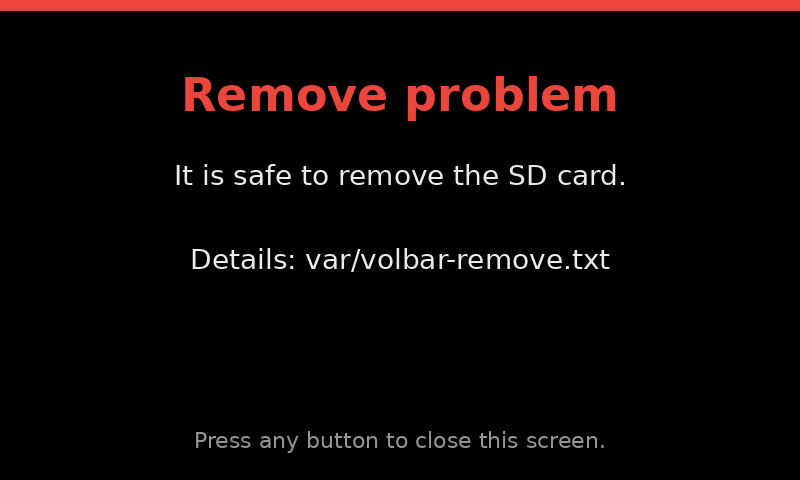 Remove problem
It is safe to remove the SD card.
Details: var/volbar-remove.txt
Press any button to close this screen.